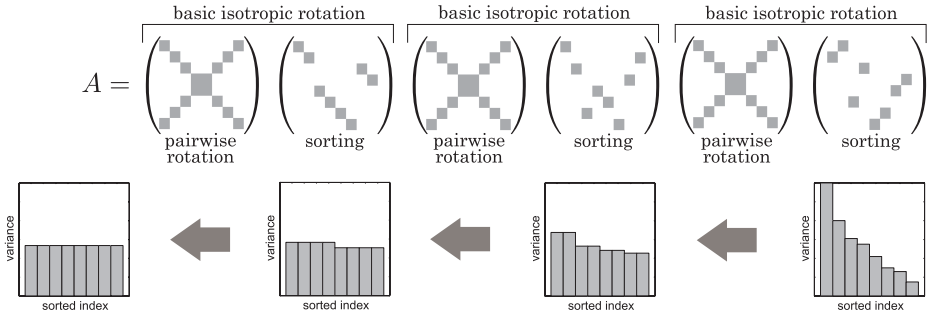 basic isotropic rotation basic isotropic rotation basic isotropic rotation
A =
pairwise rotation sorting pairwise rotation sorting pairwise rotation sorting
variance variance variance variance
sorted index sorted index sorted index sorted index